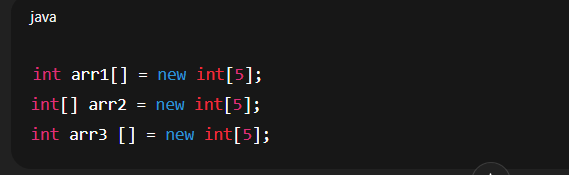 java
int arr1[] = new int[5];
int[] arr2 = new int[5];
int arr3 [] = new int[5];